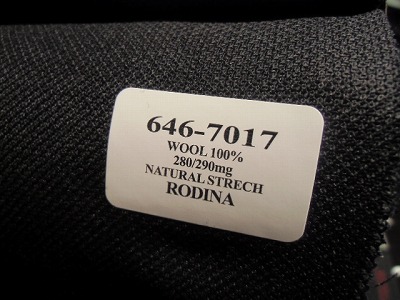 646-7017
WOOL 100%
280/290mg
NATURAL STRECH
RODINA